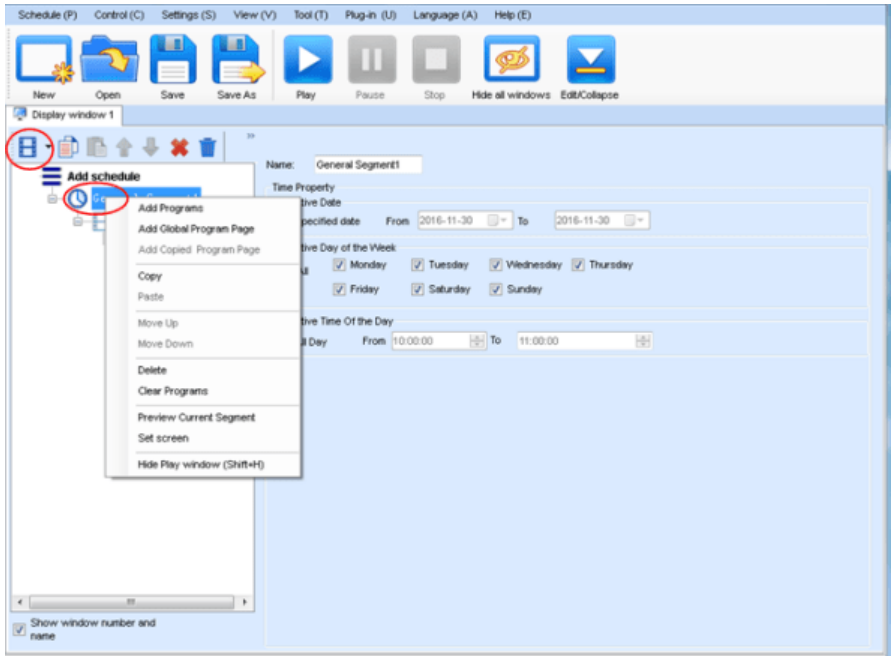 Schedule (P) Control (C) Settings (S) View (V) Tool (T) Plug-in (U) Language (A) Help (E)
New Open Save Save As Play Pause Stop Hide all windows Edit/Collapse
Display window 1
»
Name: General Segment1
Add schedule
Time Property
tive Date
pecified date From 2016-11-30 To 2016-11-30
tive Day of the Week
Monday Tuesday Wednesday Thursday
Friday Saturday Sunday
tive Time Of the Day
ll Day From 10:00:00 To 11:00:00
Add Programs
Add Global Program Page
Add Copied Program Page
Copy
Paste
Move Up
Move Down
Delete
Clear Programs
Preview Current Segment
Set screen
Hide Play window (Shift+H)
Show window number and
name